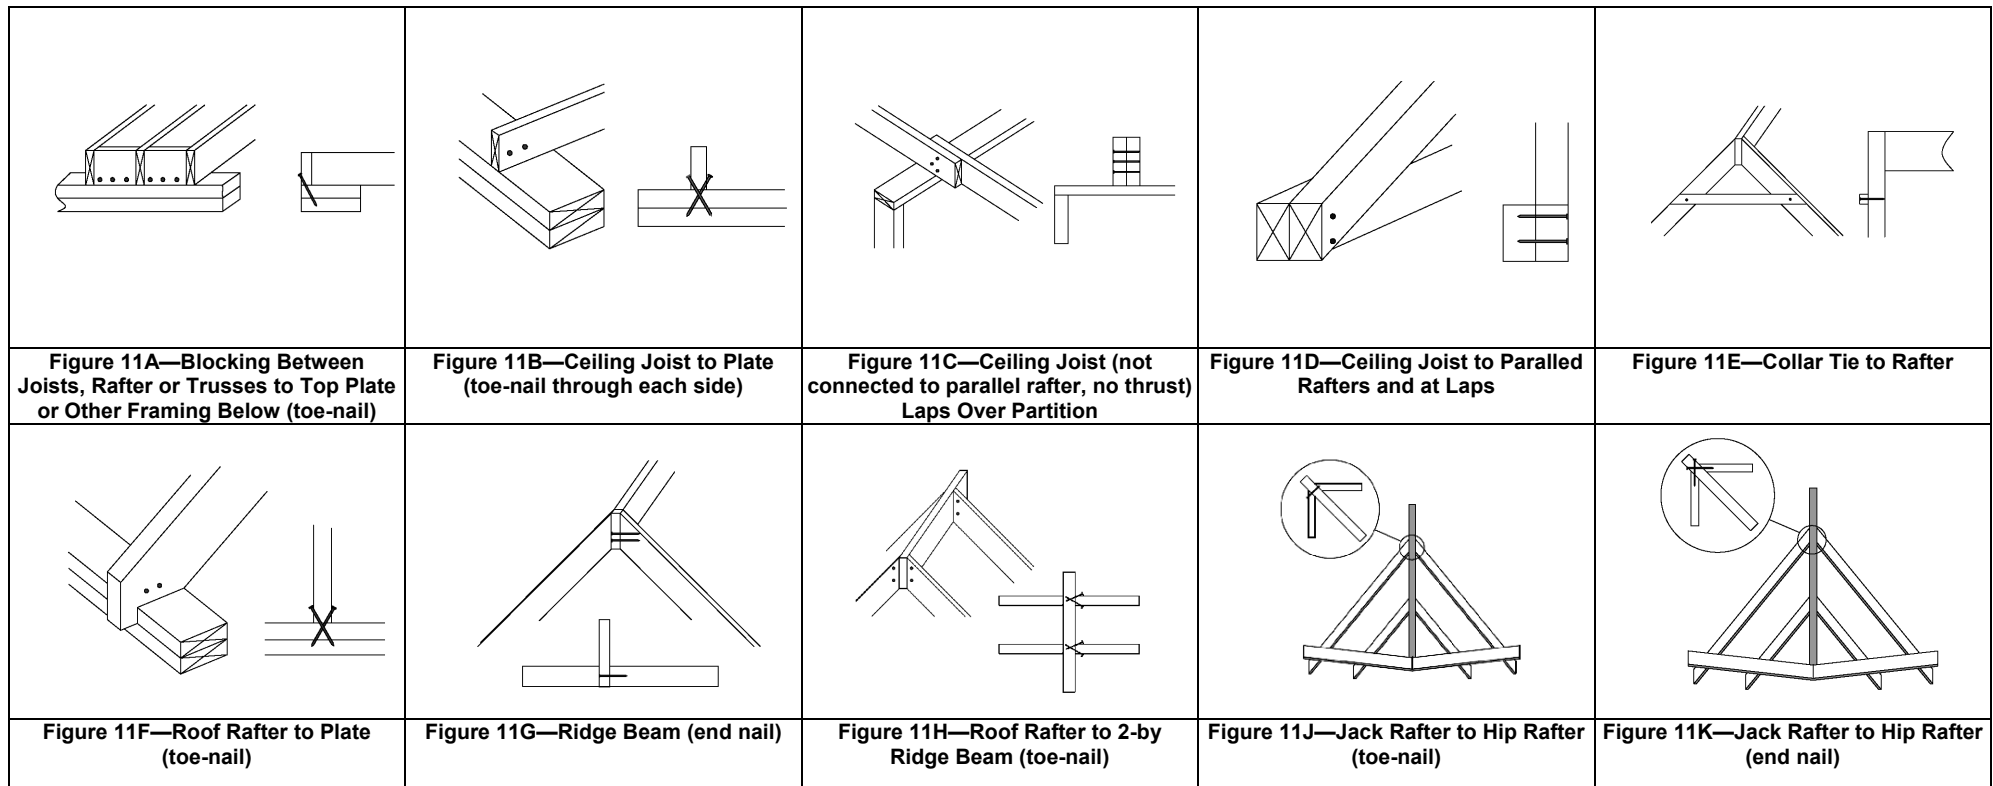 Figure 11A—Blocking Between
Joists, Rafter or Trusses to Top Plate
or Other Framing Below (toe-nail)
Figure 11B—Ceiling Joist to Plate
(toe-nail through each side)
Figure 11C—Ceiling Joist (not
connected to parallel rafter, no thrust)
Laps Over Partition
Figure 11D—Ceiling Joist to Paralled
Rafters and at Laps
Figure 11E—Collar Tie to Rafter
Figure 11F—Roof Rafter to Plate
(toe-nail)
Figure 11G—Ridge Beam (end nail)
Figure 11H—Roof Rafter to 2-by
Ridge Beam (toe-nail)
Figure 11J—Jack Rafter to Hip Rafter
(toe-nail)
Figure 11K—Jack Rafter to Hip Rafter
(end nail)